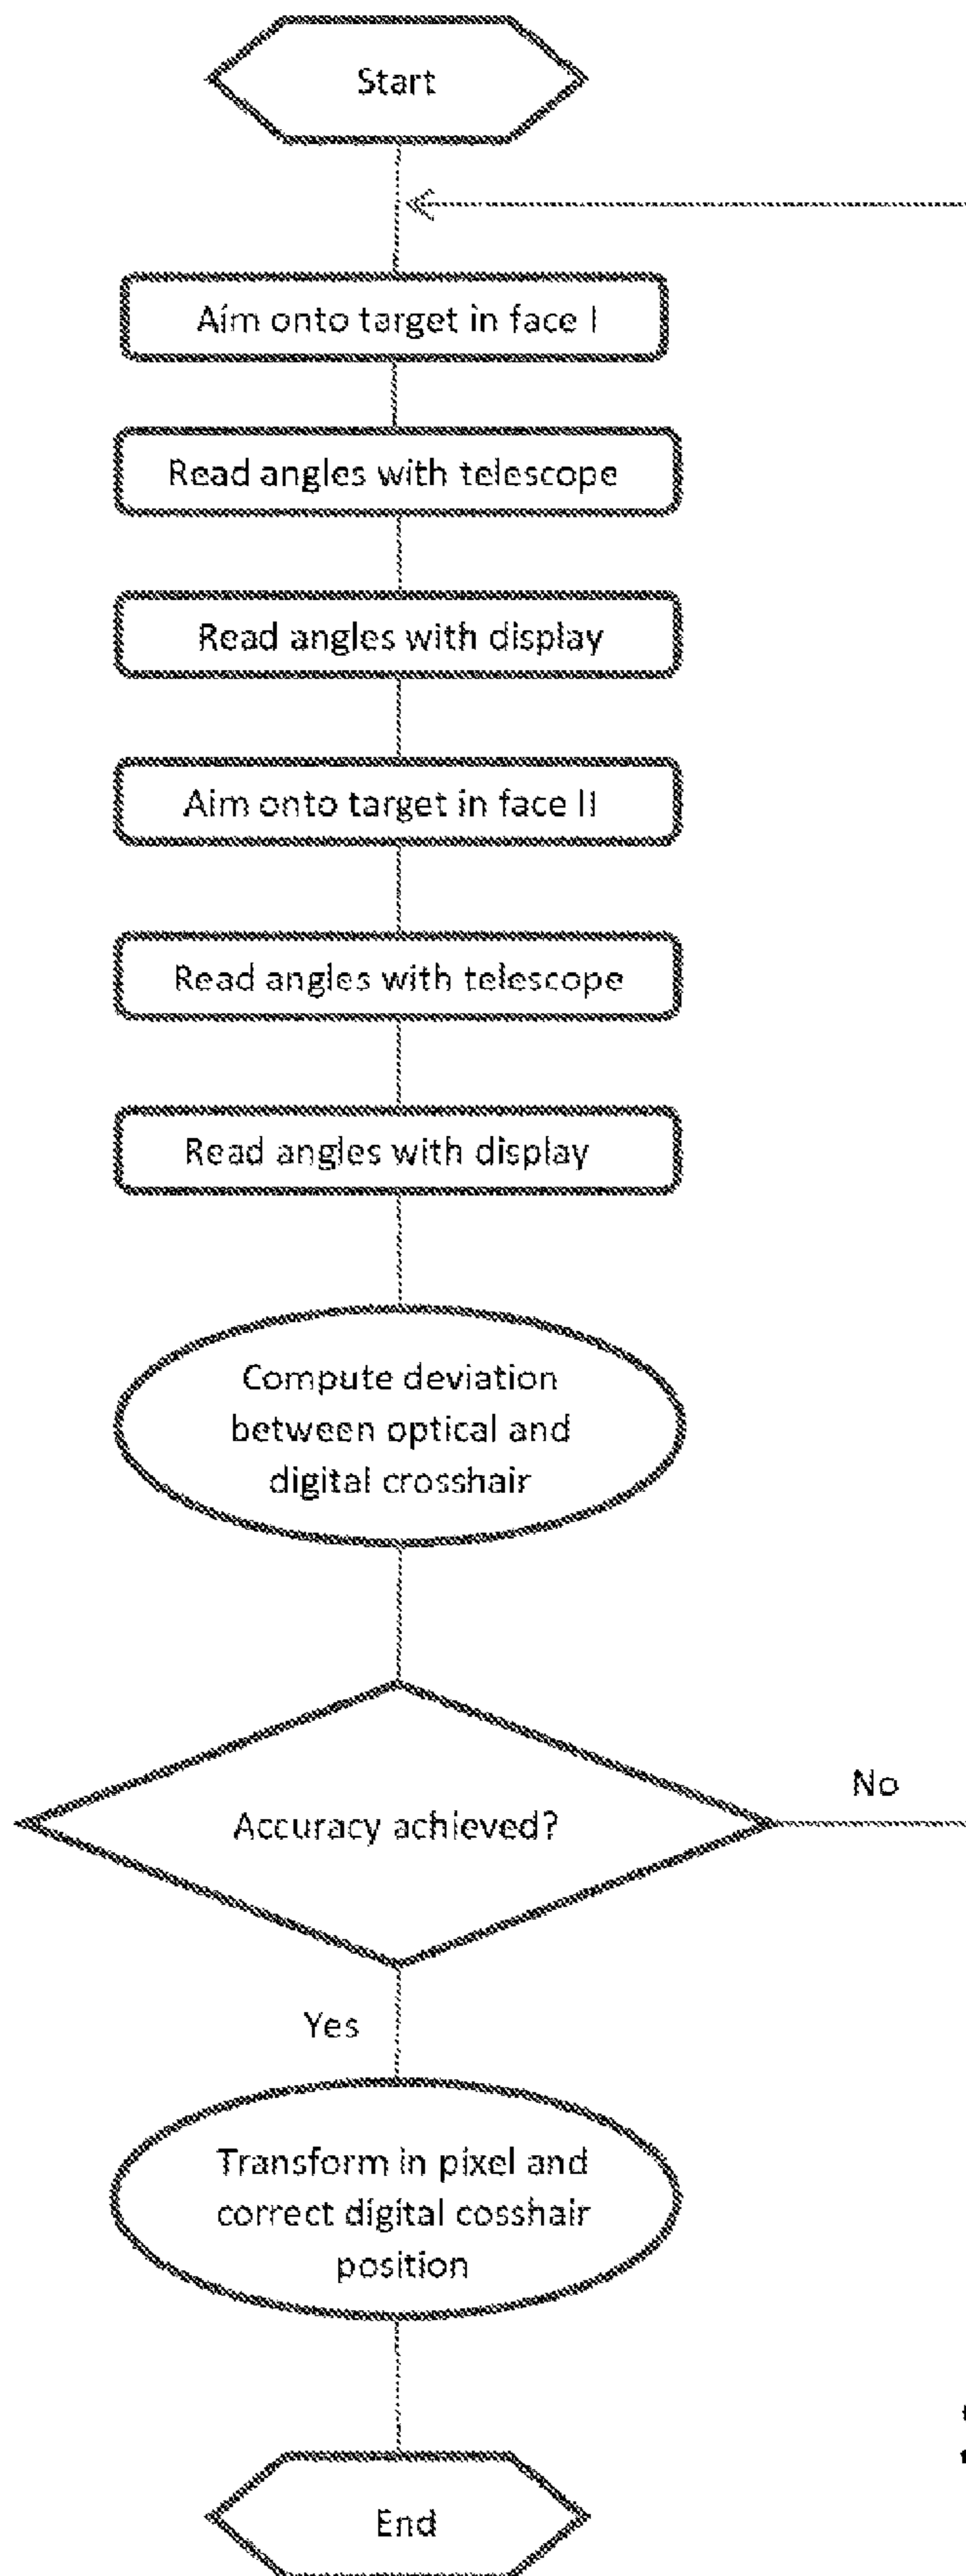 Start
Aim onto target in face I
Read angles with telescope
Read angles with display
Aim onto target in face II
Read angles with telescope
Read angles with display
Compute deviation
between optical and
digital crosshair
Accuracy achieved?
No
Yes
Transform in pixel and
correct digital cosshair
position
End